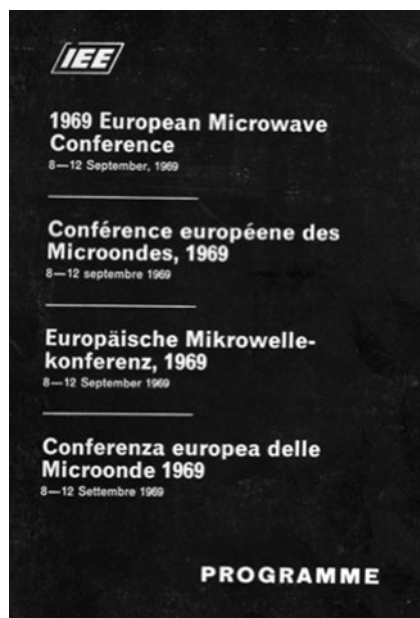 IEE
1969 European Microwave
Conference
8—12 September, 1969
Conférence européene des
Microondes, 1969
8—12 septembre 1969
Europäische Mikrowelle-
konferenz, 1969
8—12 September 1969
Conferenza europea delle
Microonde 1969
8—12 Settembre 1969
PROGRAMME